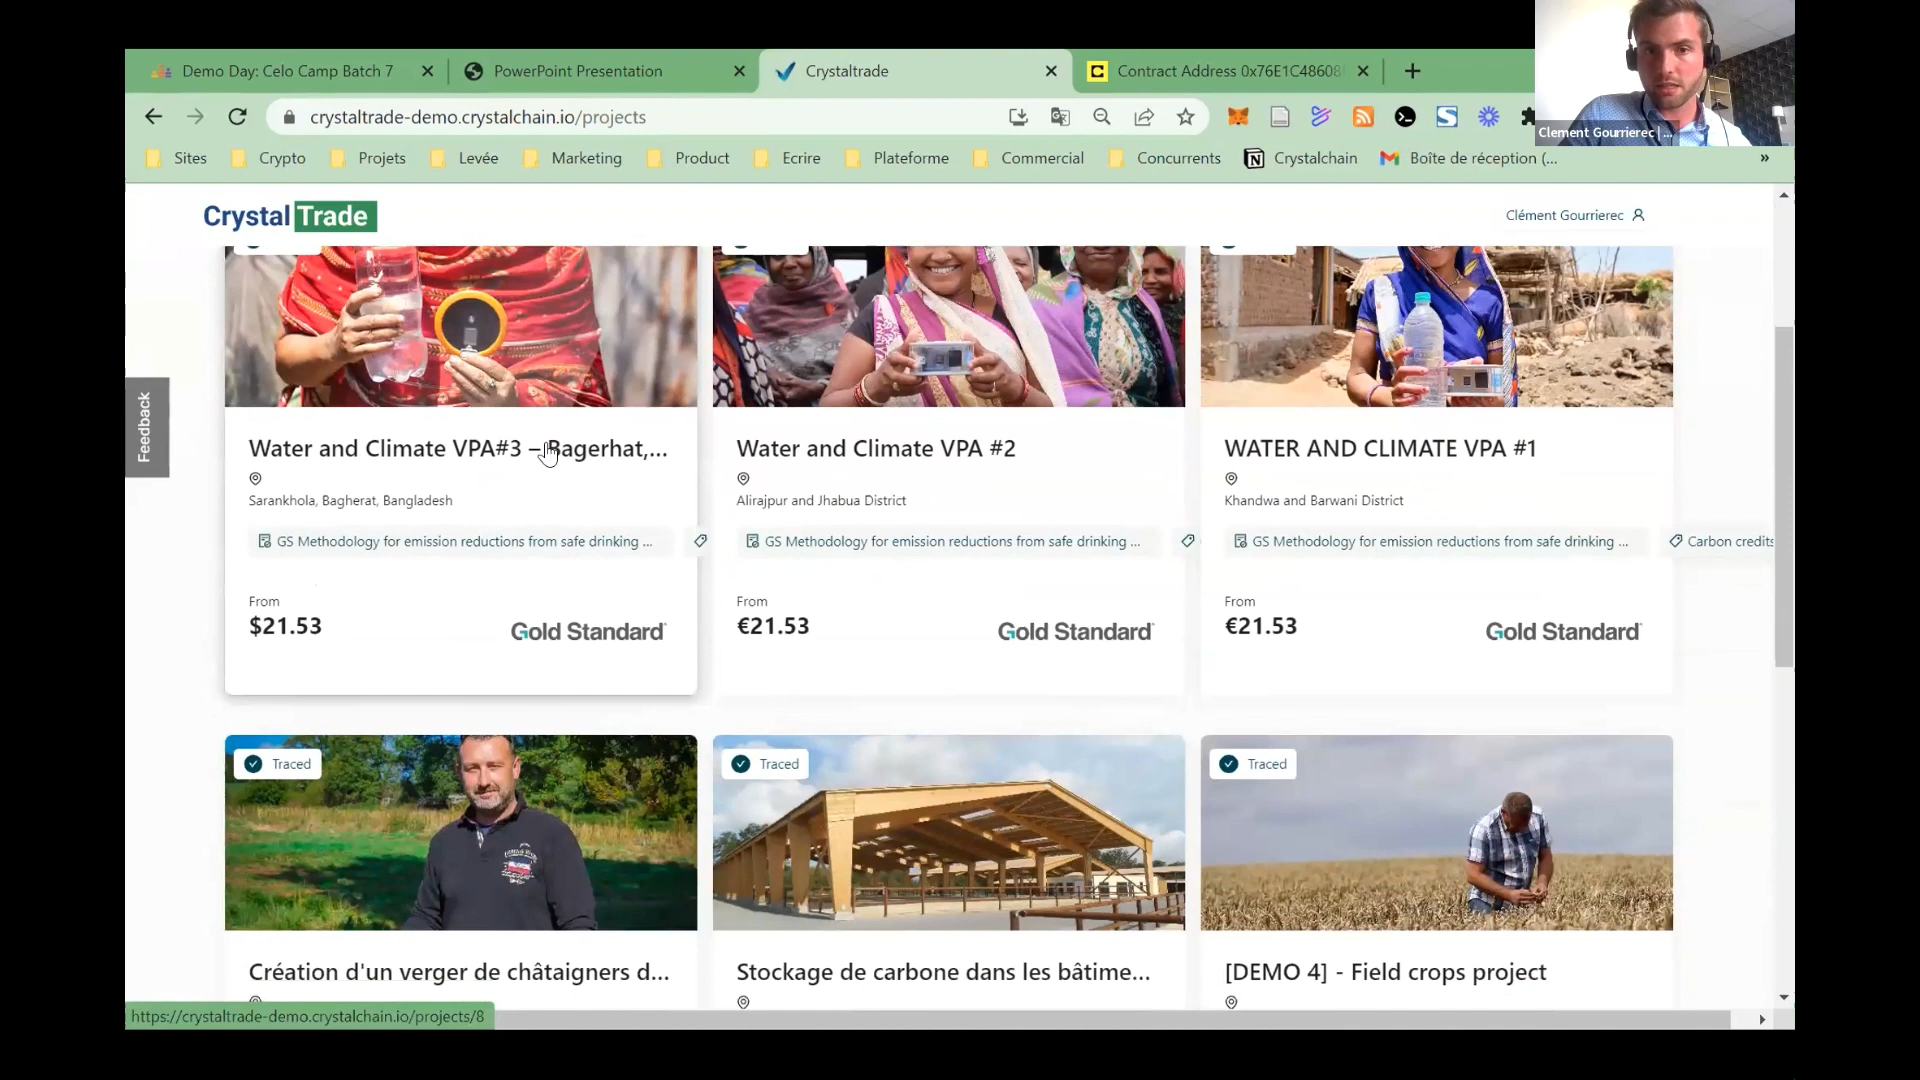 Demo Day: Celo Camp Batch 7
PowerPoint Presentation
Crystaltrade
Contract Address 0x76E1C48608
crystaltrade-demo.crystalchain.io/projects
Clement Gourrierec | ...
Sites
Crypto
Projets
Levée
Marketing
Product
Ecrire
Plateforme
Commercial
Concurrents
Crystalchain
Boîte de réception (...
»
Crystal Trade
Clément Gourrierec
Feedback
Water and Climate VPA#3 – Bagerhat,...
Sarankhola, Bagherat, Bangladesh
GS Methodology for emission reductions from safe drinking ...
From
$21.53
Gold Standard
Water and Climate VPA #2
Alirajpur and Jhabua District
GS Methodology for emission reductions from safe drinking ...
From
€21.53
Gold Standard
WATER AND CLIMATE VPA #1
Khandwa and Barwani District
GS Methodology for emission reductions from safe drinking ...
Carbon credits
From
€21.53
Gold Standard
Traced
Création d'un verger de châtaigners d...
Traced
Stockage de carbone dans les bâtime...
Traced
[DEMO 4] - Field crops project
https://crystaltrade-demo.crystalchain.io/projects/8